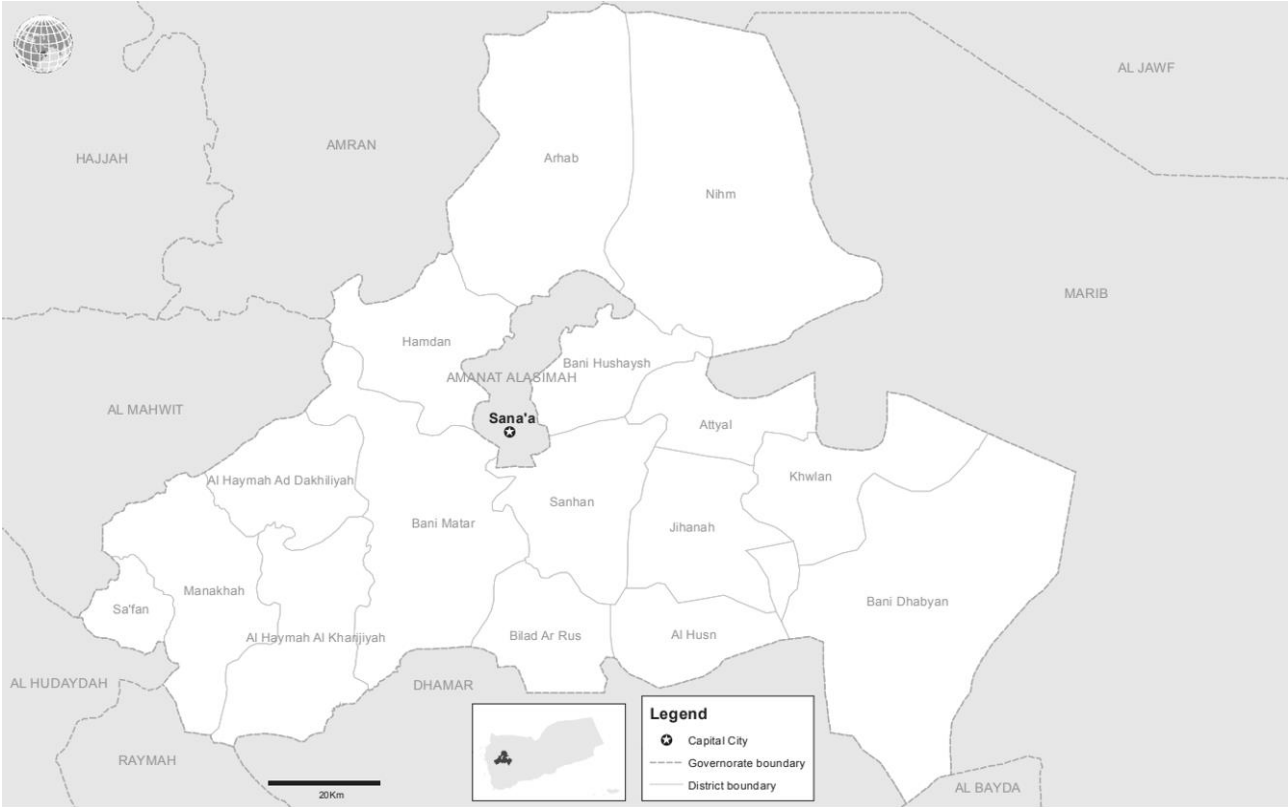 AL JAWF
AMRAN
HAJJAH
Arhab
Nihm
MARIB
Hamdan
Bani Hushaysh
AMANAT ALASIMAH
AL MAHWIT
Sana'a
Attyal
Al Haymah Ad Dakhiliyah
Khwlan
Sanhan
Bani Matar
Jihanah
Manakhah
Bani Dhabyan
Sa'fan
Al Haymah Al Kharijiyah
Bilad Ar Rus
Al Husn
AL HUDAYDAH
DHAMAR
RAYMAH
20Km
Legend
Capital City
Governorate boundary
District boundary
AL BAYDA